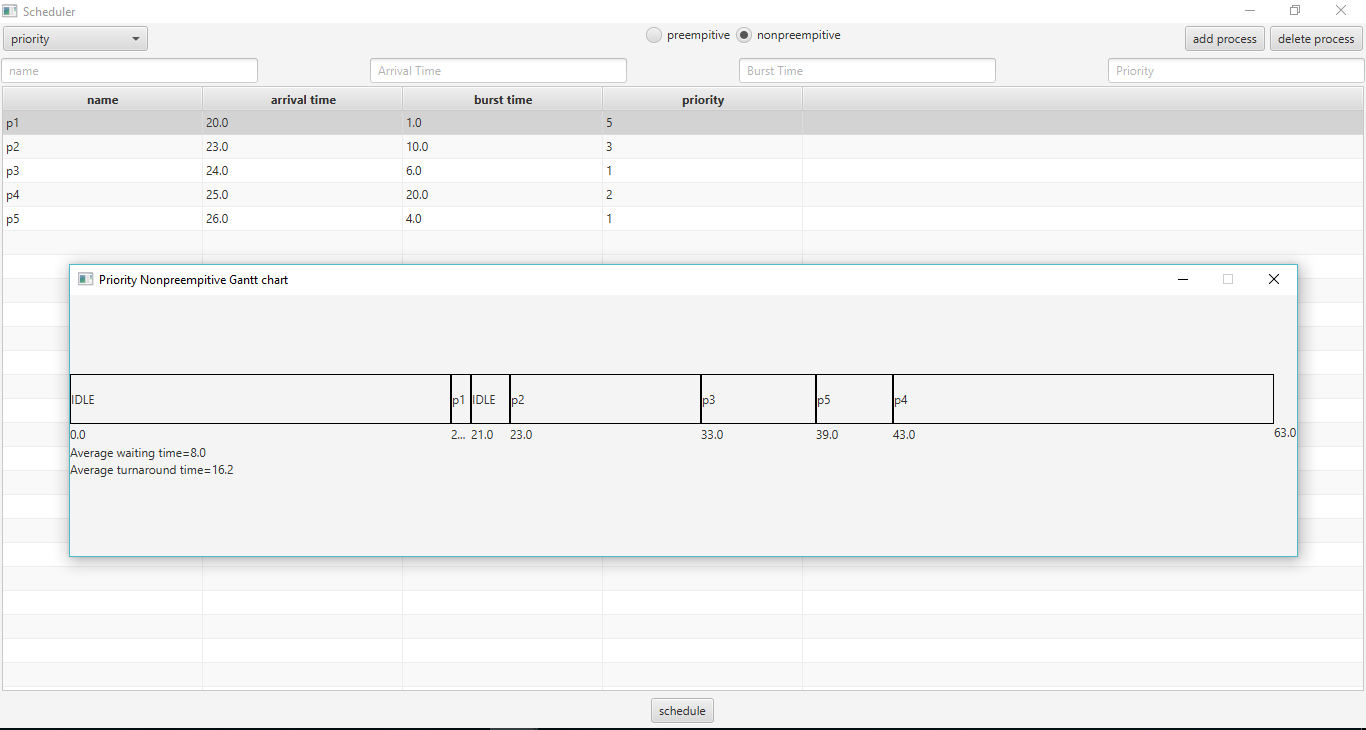 Scheduler
priority preempitive nonpreempitive add process delete process
name Arrival Time Burst Time Priority
name arrival time burst time priority
p1 20.0 1.0 5
p2 23.0 10.0 3
p3 24.0 6.0 1
p4 25.0 20.0 2
p5 26.0 4.0 1
Priority Nonpreempitive Gantt chart
IDLE p1 IDLE p2 p3 p5 p4
0.0 2... 21.0 23.0 33.0 39.0 43.0 63.0
Average waiting time=8.0
Average turnaround time=16.2
schedule